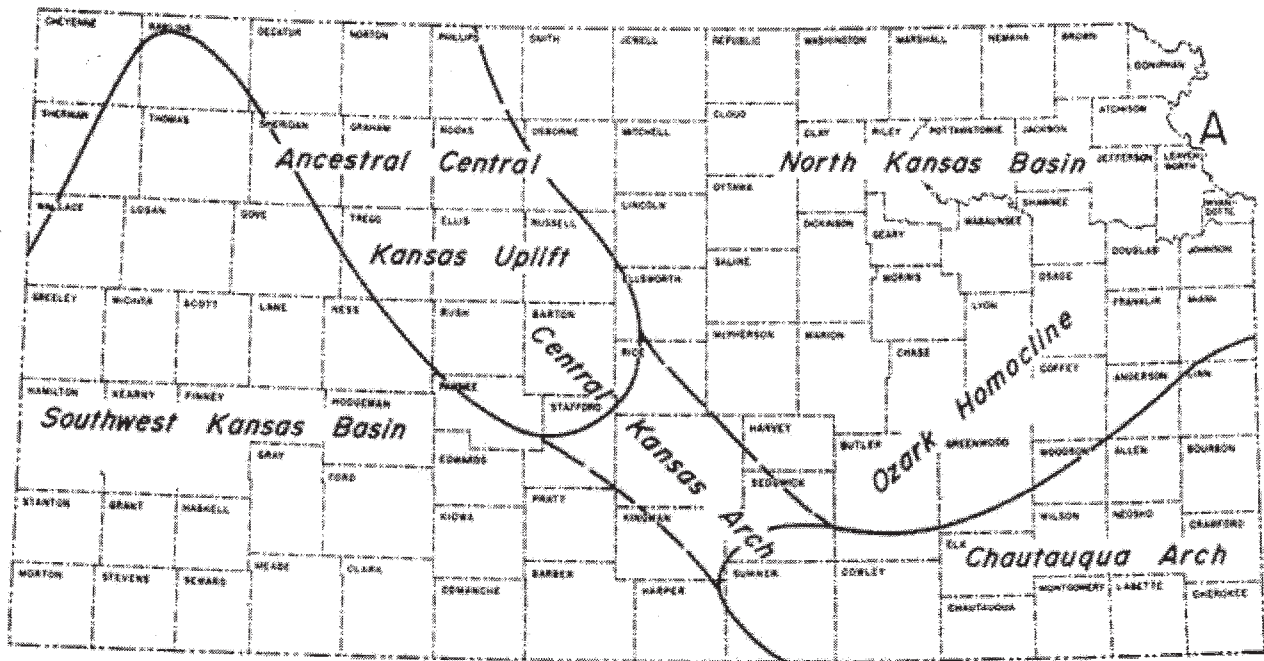 CHEYENNE RAWLINS DECATUR NORTON PHILLIPS SMITH JEWELL REPUBLIC WASHINGTON MARSHALL NEMAHA BROWN
DONIPHAN
SHERMAN THOMAS SHERIDAN GRAHAM ROOKS OSBORNE MITCHELL CLOUD CLAY RILEY POTTAWATOMIE JACKSON ATCHISON
A
Ancestral Central
North Kansas Basin
JEFFERSON LEAVENWORTH
WALLACE LOGAN GOVE TREGO ELLIS RUSSELL LINCOLN OTTAWA DICKINSON GEARY WABAUNSEE SHAWNEE WYANDOTTE
Kansas Uplift
ELLSWORTH SALINE MORRIS OSAGE DOUGLAS JOHNSON
GREELEY WICHITA SCOTT LANE NESS RUSH BARTON
RICE McPHERSON MARION CHASE LYON FRANKLIN MIAMI
Central
Kansas
Arch
Ozark Homocline
HAMILTON KEARNY FINNEY HODGEMAN PAWNEE STAFFORD
COFFEY ANDERSON LINN
Southwest Kansas Basin
GRAY FORD EDWARDS HARVEY BUTLER GREENWOOD WOODSON ALLEN BOURBON
SEDGWICK
STANTON GRANT HASKELL KIOWA PRATT KINGMAN WILSON NEOSHO CRAWFORD
ELK
Chautauqua Arch
MORTON STEVENS SEWARD MEADE CLARK COMANCHE BARBER HARPER SUMNER COWLEY CHAUTAUQUA MONTGOMERY LABETTE CHEROKEE